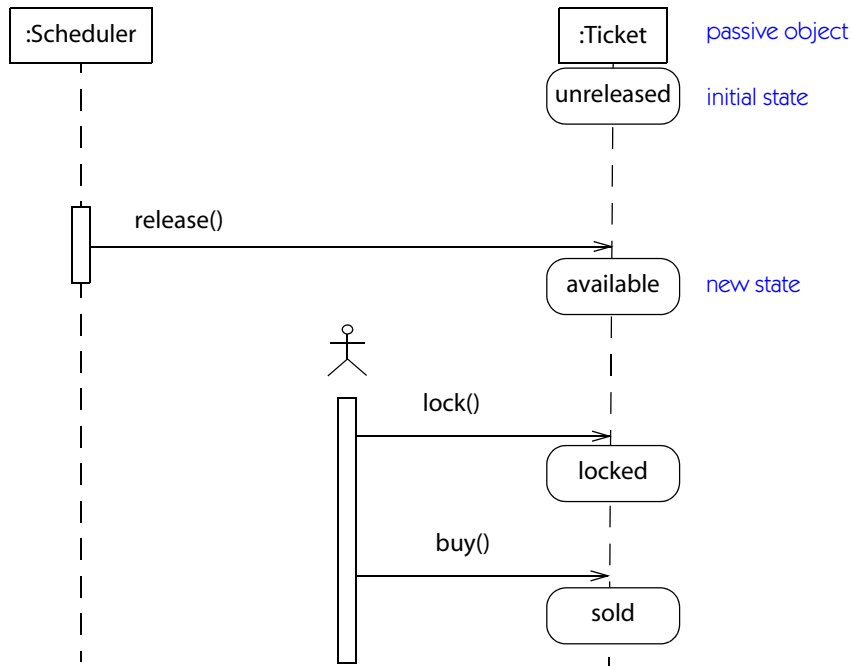 :Scheduler
:Ticket
passive object
unreleased
initial state
release()
available
new state
lock()
locked
buy()
sold